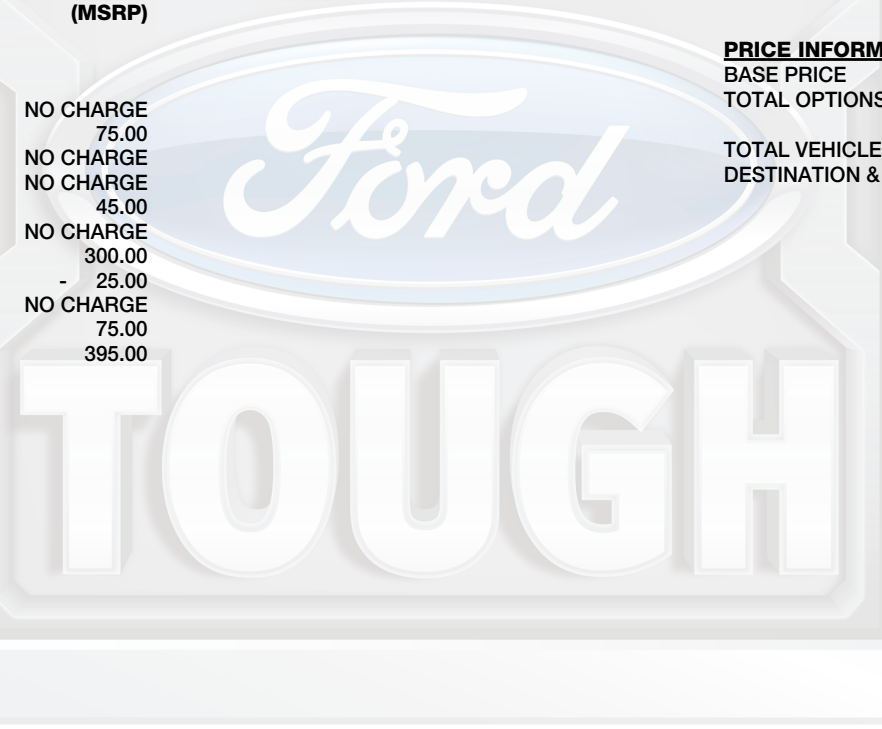 (MSRP)
NO CHARGE
75.00
NO CHARGE
NO CHARGE
45.00
NO CHARGE
300.00
- 25.00
NO CHARGE
75.00
395.00
PRICE INFORM
BASE PRICE
TOTAL OPTIONS
TOTAL VEHICLE
DESTINATION &
Ford
TOUGH